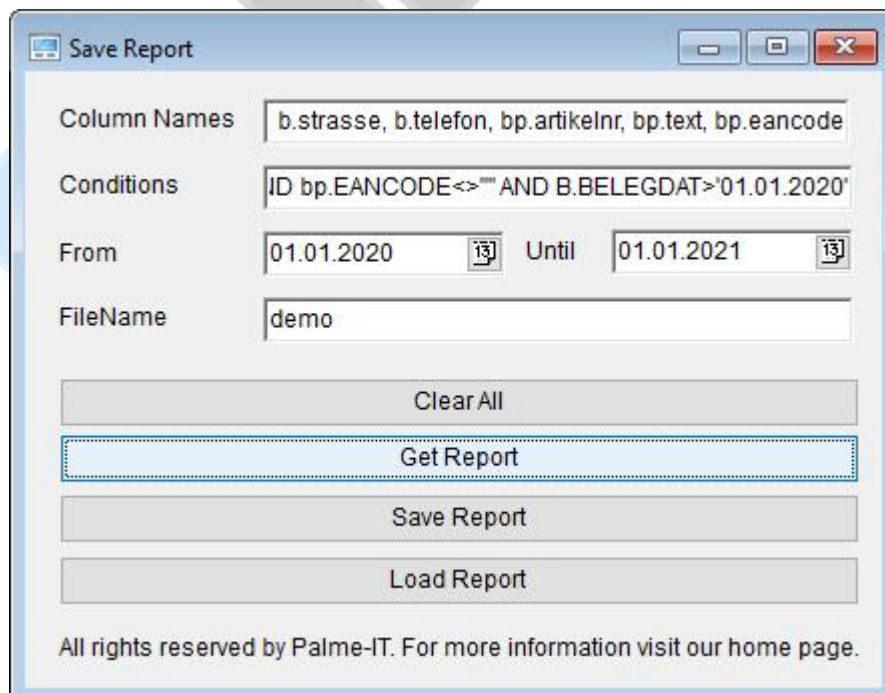 Save Report
Column Names b.strasse, b.telefon, bp.artikelnr, bp.text, bp.eancode
Conditions bp.EANCODE<>"" AND B.BELEGDAT>'01.01.2020'
From 01.01.2020 13 Until 01.01.2021 13
FileName demo
Clear All
Get Report
Save Report
Load Report
All rights reserved by Palme-IT. For more information visit our home page.